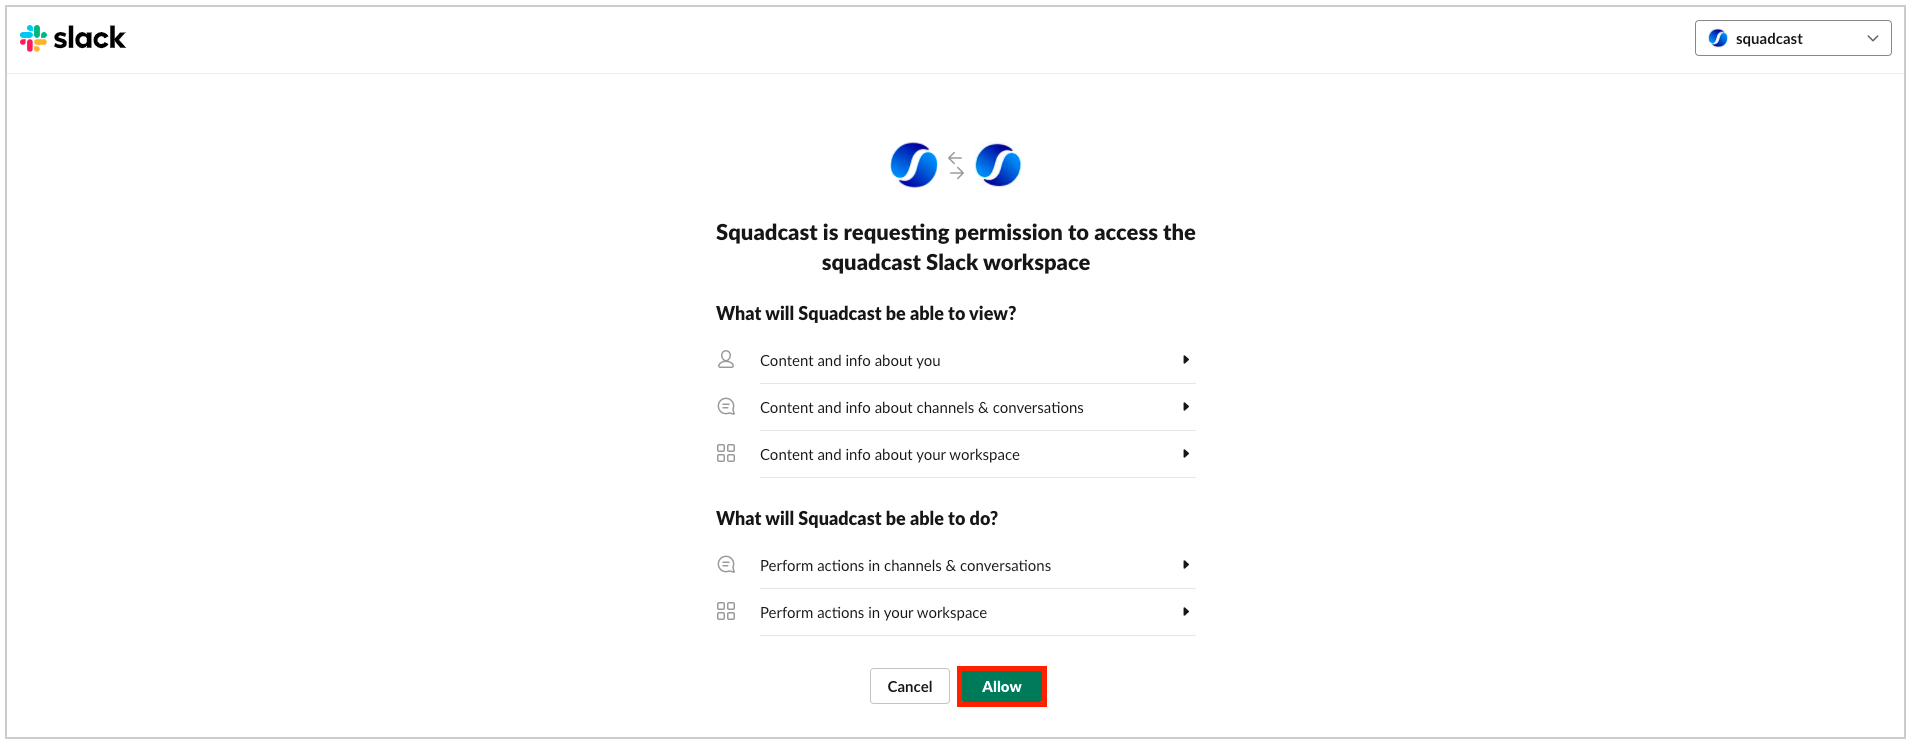 slack
squadcast
Squadcast is requesting permission to access the
squadcast Slack workspace
What will Squadcast be able to view?
Content and info about you
Content and info about channels & conversations
Content and info about your workspace
What will Squadcast be able to do?
Perform actions in channels & conversations
Perform actions in your workspace
Cancel
Allow